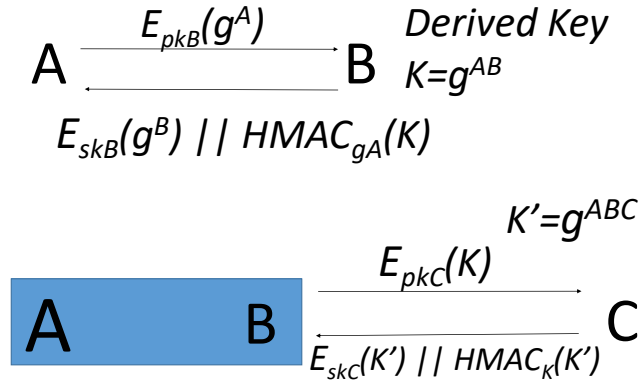 E_pkB(g^A)
Derived Key
A B
K=g^AB
E_skB(g^B) || HMAC_gA(K)
K'=g^ABC
E_pkC(K)
A B C
E_skC(K') || HMAC_K(K')